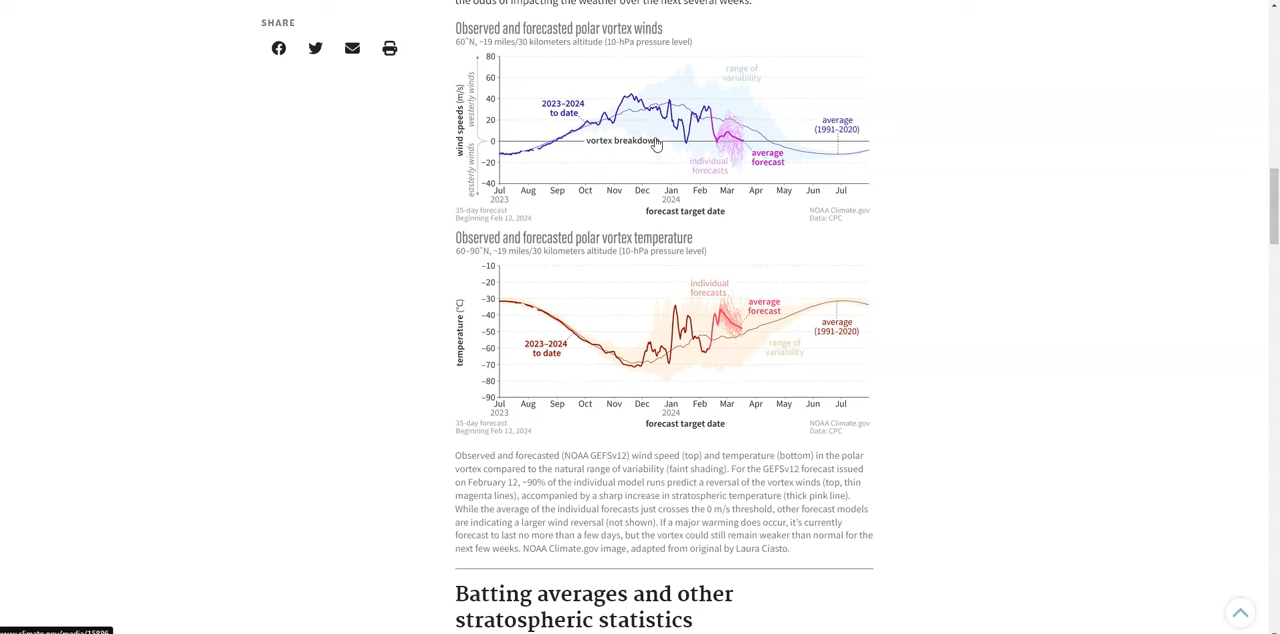 the odds of impacting the weather over the next several weeks.
SHARE
Observed and forecasted polar vortex winds
60°N, ~19 miles/30 kilometers altitude (10-hPa pressure level)
wind speeds (m/s)
westerly winds
easterly winds
80
60
40
20
0
−20
−40
range of
variability
2023–2024
to date
vortex breakdown
individual
forecasts
average
forecast
average
(1991–2020)
Jul Aug Sep Oct Nov Dec Jan Feb Mar Apr May Jun Jul
2023 2024
forecast target date
35-day forecast
Beginning Feb 12, 2024
NOAA Climate.gov
Data: CPC
Observed and forecasted polar vortex temperature
60–90°N, ~19 miles/30 kilometers altitude (10-hPa pressure level)
temperature (°C)
−10
−20
−30
−40
−50
−60
−70
−80
−90
individual
forecasts
average
forecast
average
(1991–2020)
2023–2024
to date
range of
variability
Jul Aug Sep Oct Nov Dec Jan Feb Mar Apr May Jun Jul
2023 2024
forecast target date
35-day forecast
Beginning Feb 12, 2024
NOAA Climate.gov
Data: CPC
Observed and forecasted (NOAA GEFSv12) wind speed (top) and temperature (bottom) in the polar
vortex compared to the natural range of variability (faint shading). For the GEFSv12 forecast issued
on February 12, ~90% of the individual model runs predict a reversal of the vortex winds (top, thin
magenta lines), accompanied by a sharp increase in stratospheric temperature (thick pink line).
While the average of the individual forecasts just crosses the 0 m/s threshold, other forecast models
are indicating a larger wind reversal (not shown). If a major warming does occur, it's currently
forecast to last no more than a few days, but the vortex could still remain weaker than normal for the
next few weeks. NOAA Climate.gov image, adapted from original by Laura Ciasto.
Batting averages and other
stratospheric statistics